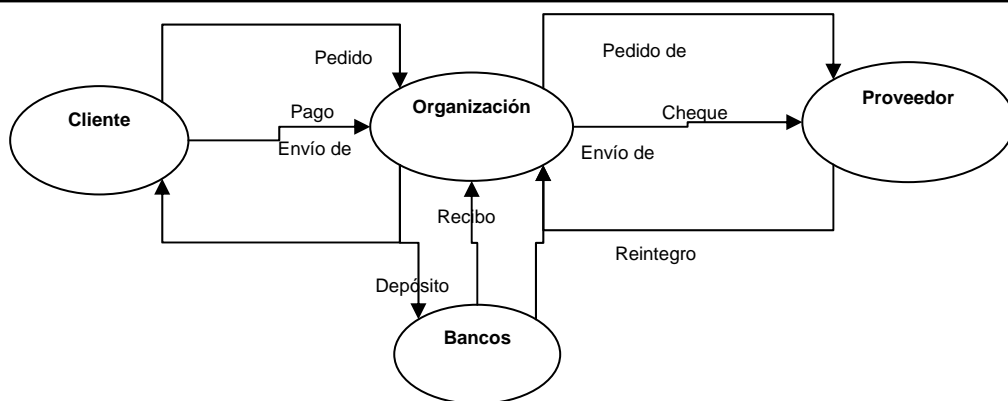 Pedido
Pedido de
Cliente
Organización
Proveedor
Pago
Cheque
Envío de
Envío de
Recibo
Reintegro
Depósito
Bancos